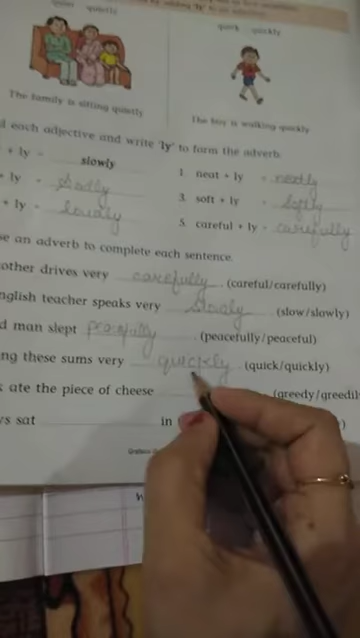 quietly
quick quickly
The family is sitting quietly
The boy is walking quickly
each adjective and write 'ly' to form the adverb.
+ ly - slowly
1. neat + ly - neatly
ly -
3. soft + ly - softly
+ ly - loudly
5. careful + ly - carefully
an adverb to complete each sentence.
other drives very carefully. (careful/carefully)
nglish teacher speaks very slowly (slow/slowly)
d man slept peacefully (peacefully/peaceful)
ng these sums very quickly. (quick/quickly)
ate the piece of cheese (greedy/greedil
s sat in